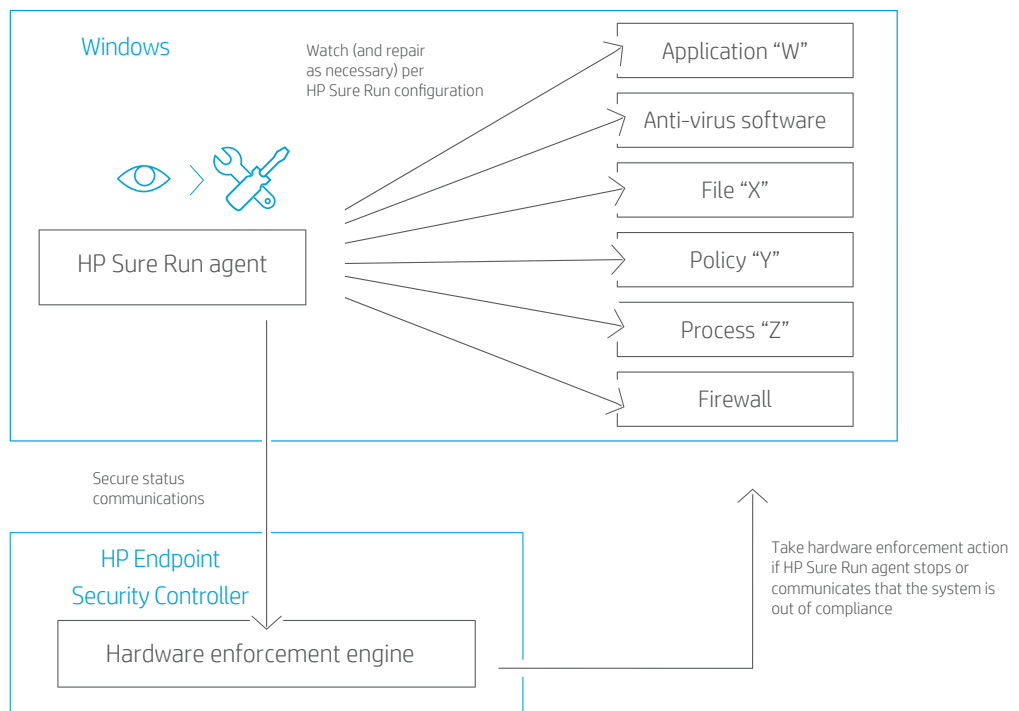 Windows
Watch (and repair
as necessary) per
HP Sure Run configuration
Application “W”
Anti-virus software
File “X”
HP Sure Run agent
Policy “Y”
Process “Z”
Firewall
Secure status
communications
HP Endpoint
Security Controller
Hardware enforcement engine
Take hardware enforcement action
if HP Sure Run agent stops or
communicates that the system is
out of compliance